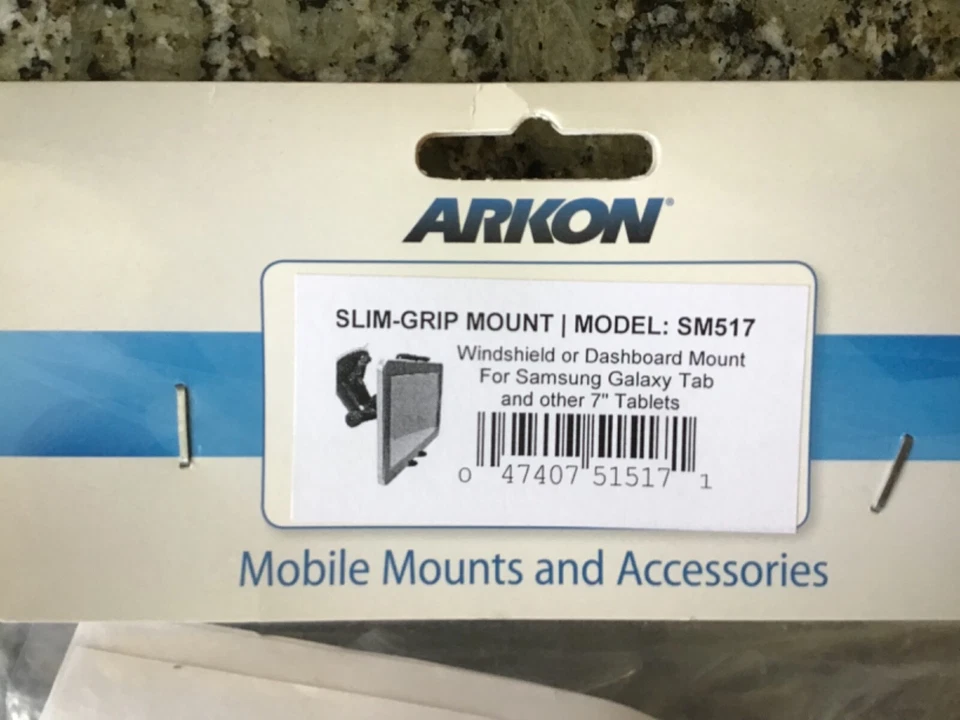 ARKON®
SLIM-GRIP MOUNT | MODEL: SM517
Windshield or Dashboard Mount
For Samsung Galaxy Tab
and other 7" Tablets
0 47407 51517 1
Mobile Mounts and Accessories